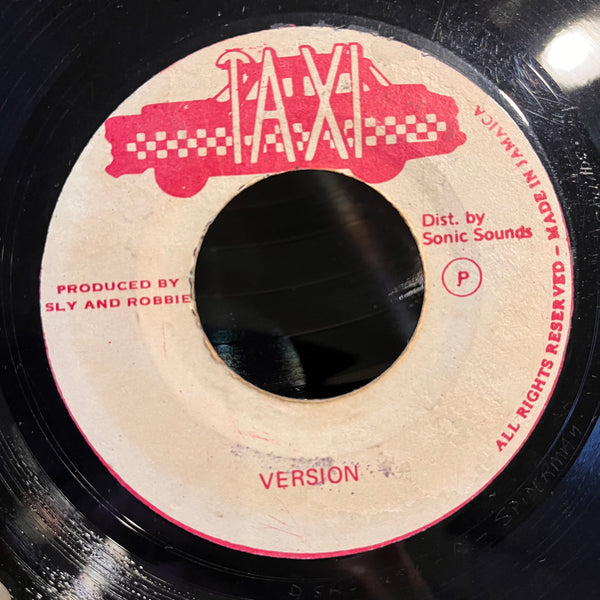 TAXI
Dist. by
Sonic Sounds
P
PRODUCED BY
SLY AND ROBBIE
ALL RIGHTS RESERVED – MADE IN JAMAICA
VERSION